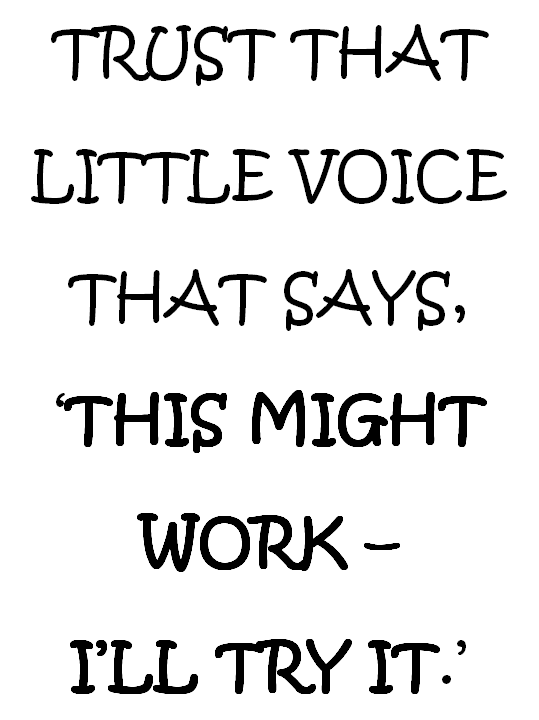 TRUST THAT
LITTLE VOICE
THAT SAYS,
‘THIS MIGHT
WORK –
I’LL TRY IT.’